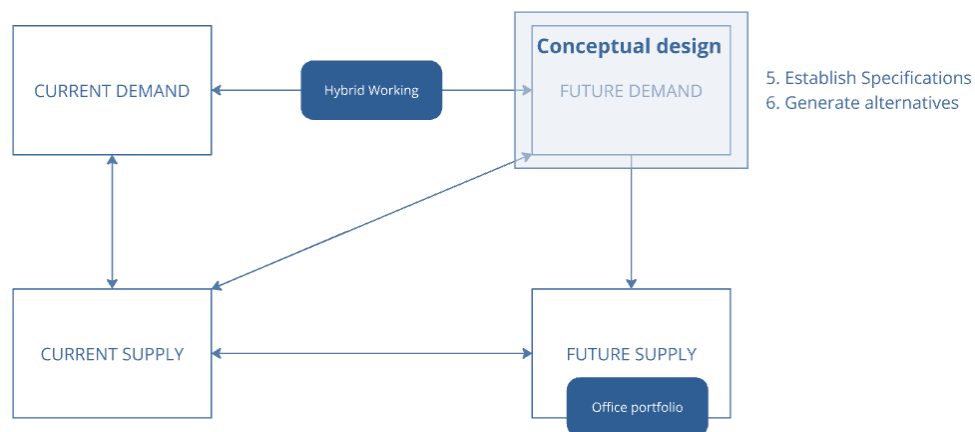 Conceptual design
CURRENT DEMAND
Hybrid Working
FUTURE DEMAND
5. Establish Specifications
6. Generate alternatives
CURRENT SUPPLY
FUTURE SUPPLY
Office portfolio